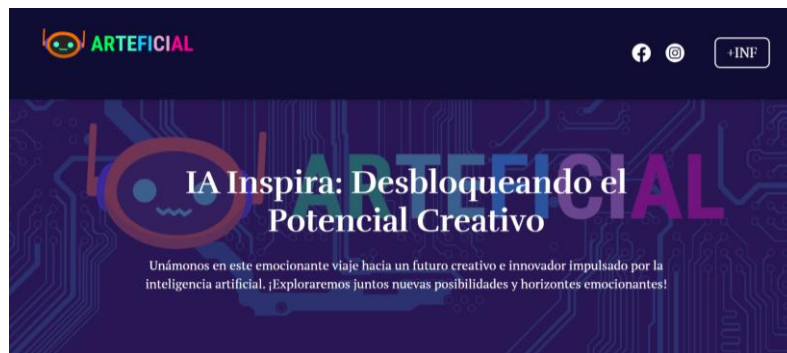 ARTEFICIAL
+INF
ARTEFICIAL
IA Inspira: Desbloqueando el
Potencial Creativo
Unámonos en este emocionante viaje hacia un futuro creativo e innovador impulsado por la
inteligencia artificial. ¡Exploraremos juntos nuevas posibilidades y horizontes emocionantes!